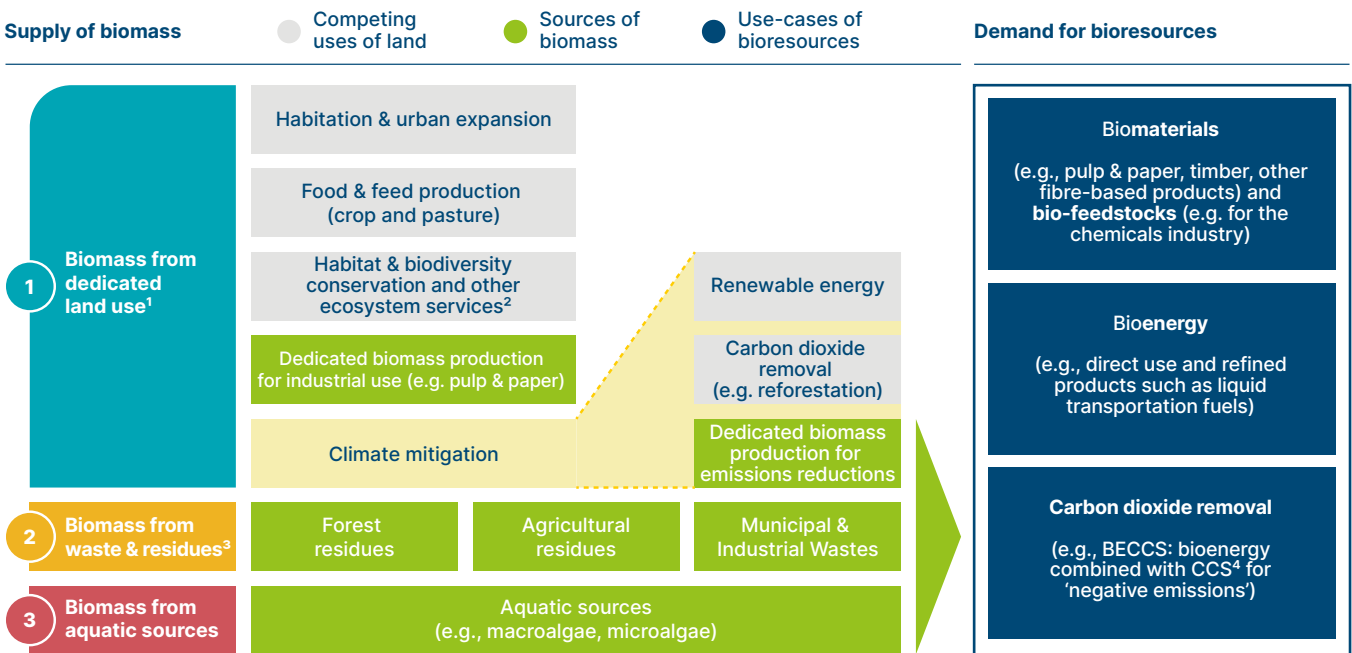 Supply of biomass
Competing
uses of land
Sources of
biomass
Use-cases of
bioresources
Demand for bioresources
1
Biomass from
dedicated
land use¹
Habitation & urban expansion
Food & feed production
(crop and pasture)
Habitat & biodiversity
conservation and other
ecosystem services²
Dedicated biomass production
for industrial use (e.g. pulp & paper)
Climate mitigation
Renewable energy
Carbon dioxide
removal
(e.g. reforestation)
Dedicated biomass
production for
emissions reductions
2
Biomass from
waste & residues³
Forest
residues
Agricultural
residues
Municipal &
Industrial Wastes
3
Biomass from
aquatic sources
Aquatic sources
(e.g., macroalgae, microalgae)
Biomaterials
(e.g., pulp & paper, timber, other
fibre-based products) and
bio-feedstocks (e.g. for the
chemicals industry)
Bioenergy
(e.g., direct use and refined
products such as liquid
transportation fuels)
Carbon dioxide removal
(e.g., BECCS: bioenergy
combined with CCS⁴ for
‘negative emissions’)